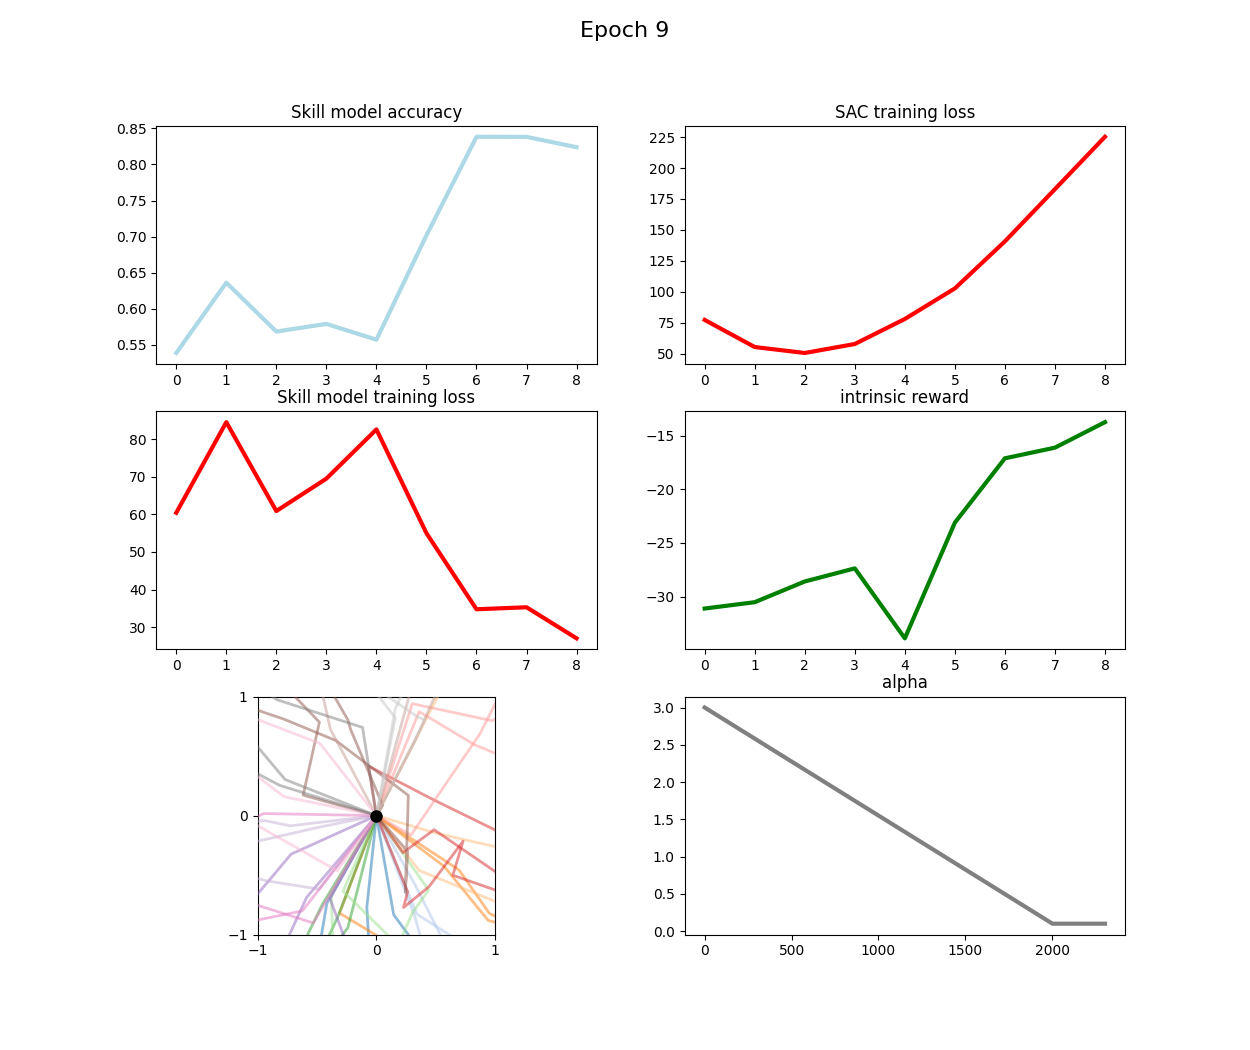 Epoch 9
Skill model accuracy
0.85
0.80
0.75
0.70
0.65
0.60
0.55
0 1 2 3 4 5 6 7 8
SAC training loss
225
200
175
150
125
100
75
50
0 1 2 3 4 5 6 7 8
Skill model training loss
80
70
60
50
40
30
0 1 2 3 4 5 6 7 8
intrinsic reward
−15
−20
−25
−30
0 1 2 3 4 5 6 7 8
1
0
−1
−1 0 1
alpha
3.0
2.5
2.0
1.5
1.0
0.5
0.0
0 500 1000 1500 2000